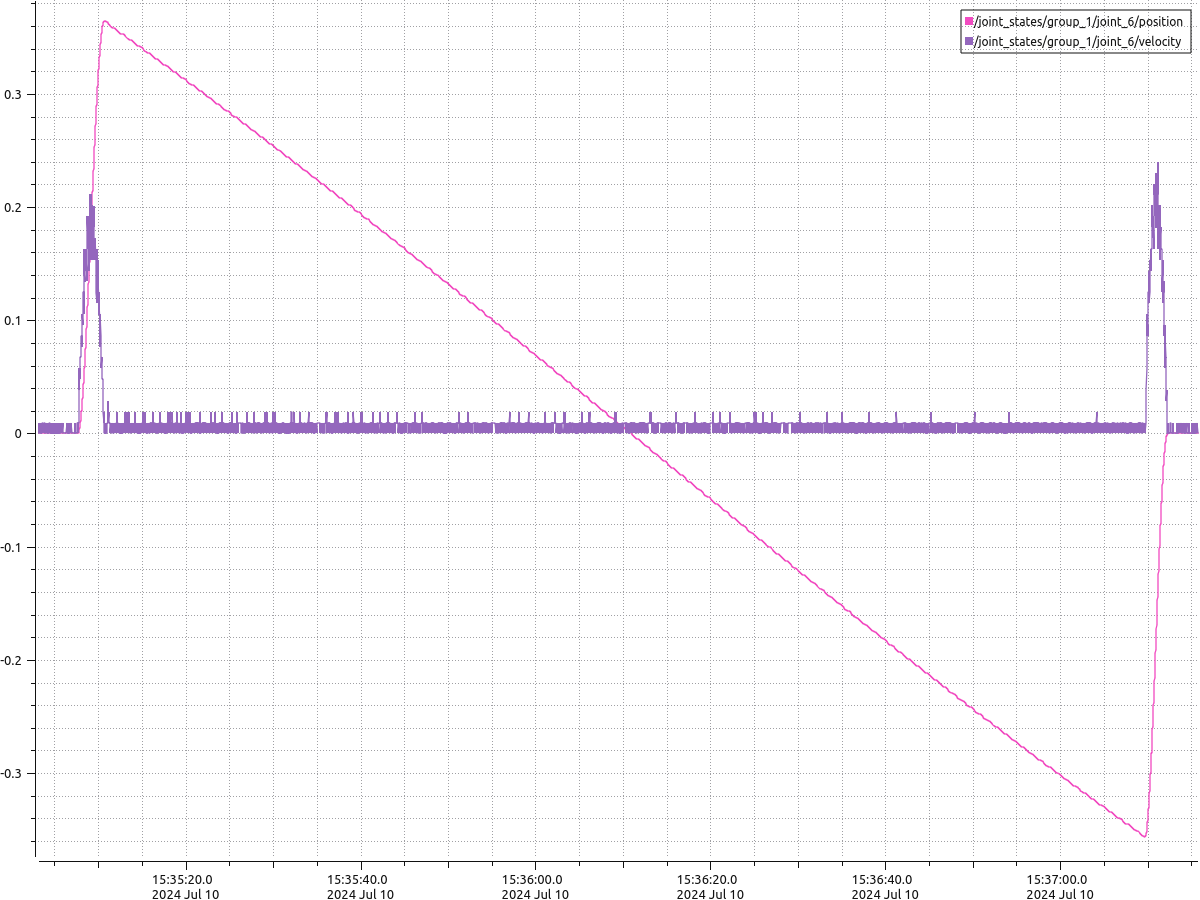 /joint_states/group_1/joint_6/position
/joint_states/group_1/joint_6/velocity
0.3
0.2
0.1
0
-0.1
-0.2
-0.3
15:35:20.0 15:35:40.0 15:36:00.0 15:36:20.0 15:36:40.0 15:37:00.0
2024 Jul 10 2024 Jul 10 2024 Jul 10 2024 Jul 10 2024 Jul 10 2024 Jul 10